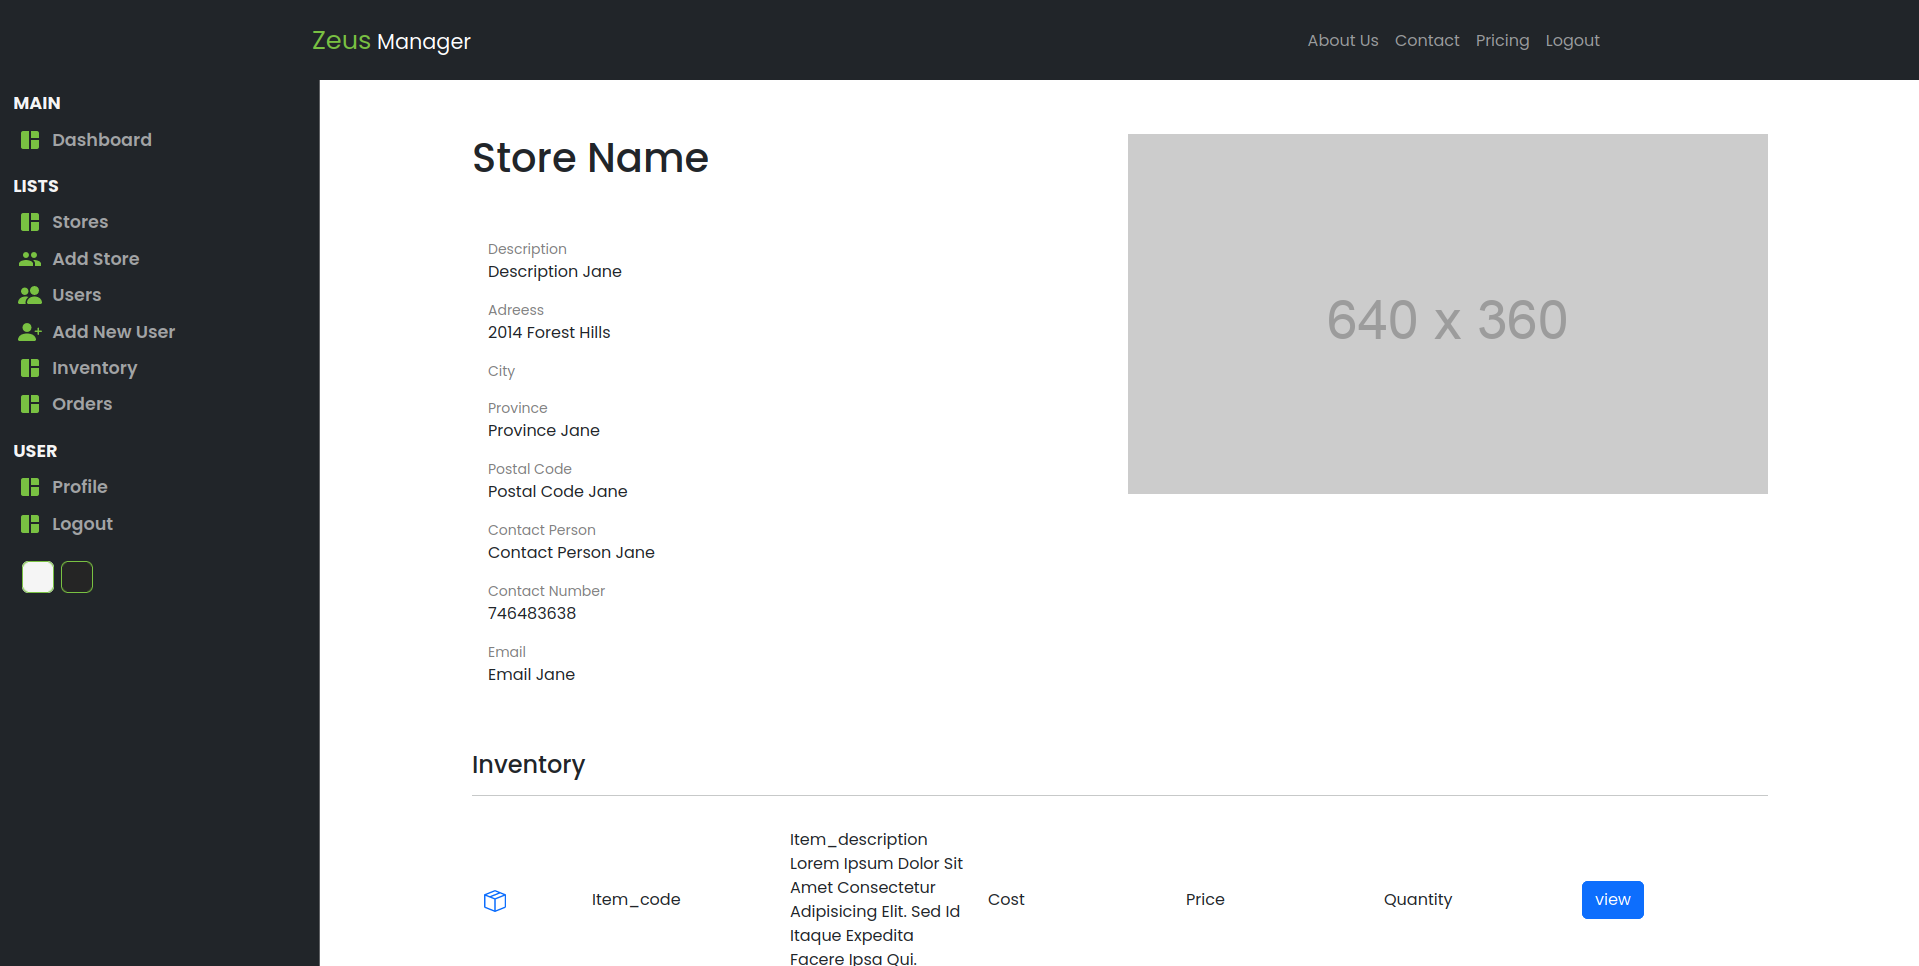 Zeus Manager
About Us Contact Pricing Logout
MAIN
Dashboard
LISTS
Stores
Add Store
Users
Add New User
Inventory
Orders
USER
Profile
Logout
Store Name
640 x 360
Description
Description Jane
Adreess
2014 Forest Hills
City
Province
Province Jane
Postal Code
Postal Code Jane
Contact Person
Contact Person Jane
Contact Number
746483638
Email
Email Jane
Inventory
Item_code
Item_description
Lorem Ipsum Dolor Sit
Amet Consectetur
Adipisicing Elit. Sed Id
Itaque Expedita
Facere Ipsa Qui.
Cost
Price
Quantity
view